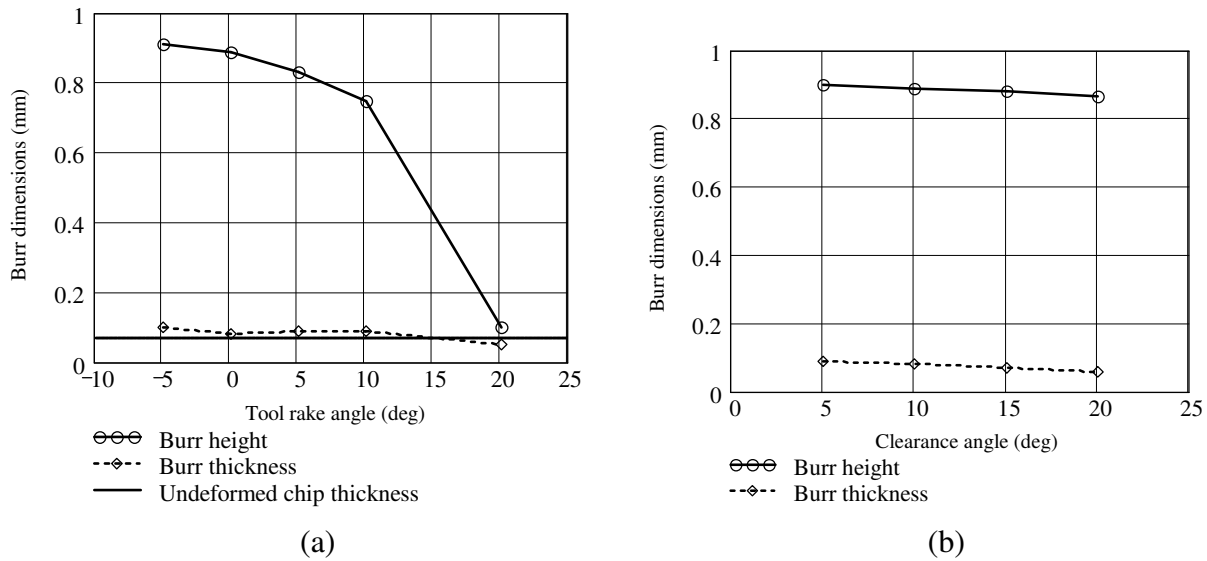 1
0.8
0.6
0.4
0.2
0
Burr dimensions (mm)
−10 −5 0 5 10 15 20 25
Tool rake angle (deg)
Burr height
Burr thickness
Undeformed chip thickness
(a)
1
0.8
0.6
0.4
0.2
0
Burr dimensions (mm)
0 5 10 15 20 25
Clearance angle (deg)
Burr height
Burr thickness
(b)